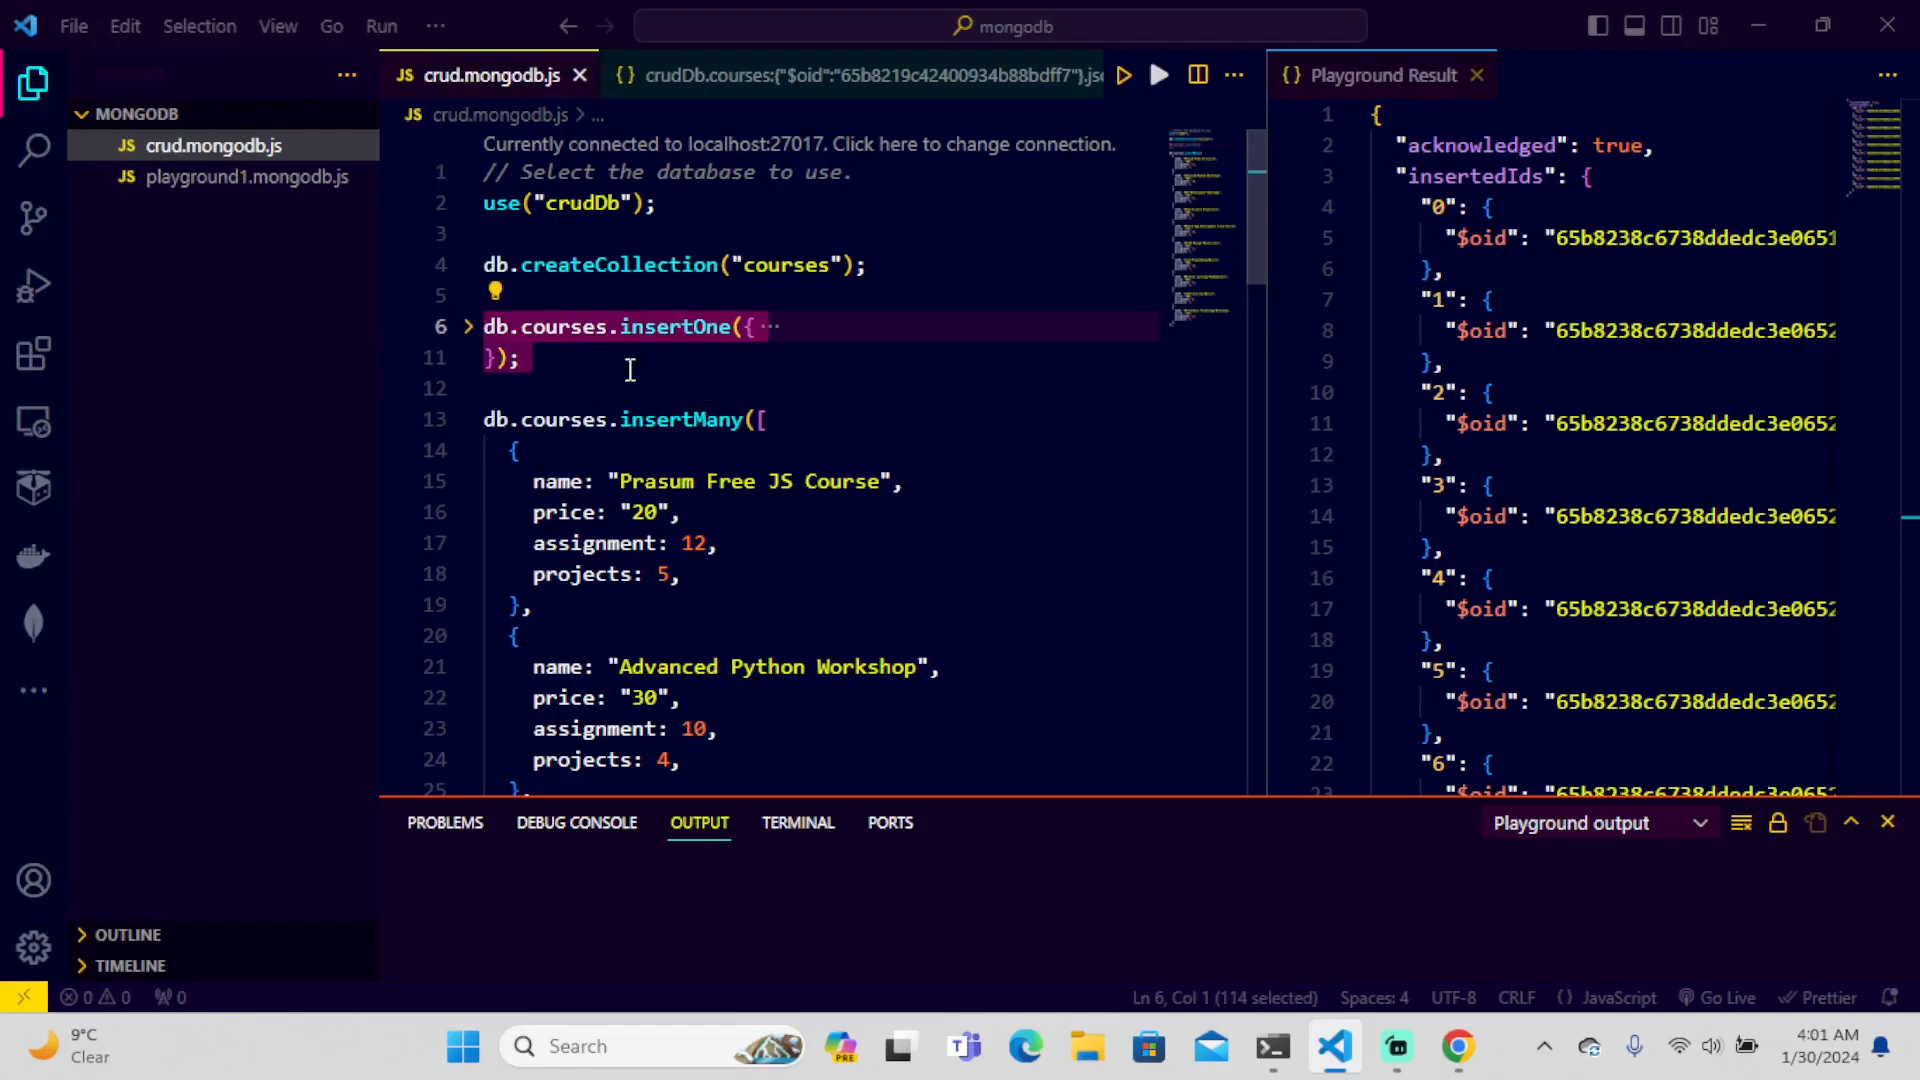 File Edit Selection View Go Run ···
mongodb
EXPLORER
MONGODB
JS crud.mongodb.js
JS playground1.mongodb.js
OUTLINE
TIMELINE
JS crud.mongodb.js
{} crudDb.courses:{"$oid":"65b8219c42400934b88bdff7"}.js
JS crud.mongodb.js > ...
Currently connected to localhost:27017. Click here to change connection.
1 // Select the database to use.
2 use("crudDb");
3
4 db.createCollection("courses");
5
6 db.courses.insertOne({ ···
11 });
12
13 db.courses.insertMany([
14 {
15 name: "Prasum Free JS Course",
16 price: "20",
17 assignment: 12,
18 projects: 5,
19 },
20 {
21 name: "Advanced Python Workshop",
22 price: "30",
23 assignment: 10,
24 projects: 4,
25 },
{} Playground Result
1 {
2 "acknowledged": true,
3 "insertedIds": {
4 "0": {
5 "$oid": "65b8238c6738ddedc3e0651
6 },
7 "1": {
8 "$oid": "65b8238c6738ddedc3e0652
9 },
10 "2": {
11 "$oid": "65b8238c6738ddedc3e0652
12 },
13 "3": {
14 "$oid": "65b8238c6738ddedc3e0652
15 },
16 "4": {
17 "$oid": "65b8238c6738ddedc3e0652
18 },
19 "5": {
20 "$oid": "65b8238c6738ddedc3e0652
21 },
22 "6": {
23 "$oid": "65b8238c6738ddedc3e0652
PROBLEMS DEBUG CONSOLE OUTPUT TERMINAL PORTS
Playground output
0 0 0
Ln 6, Col 1 (114 selected) Spaces: 4 UTF-8 CRLF {} JavaScript Go Live Prettier
9°C
Clear
Search
PRE
4:01 AM
1/30/2024